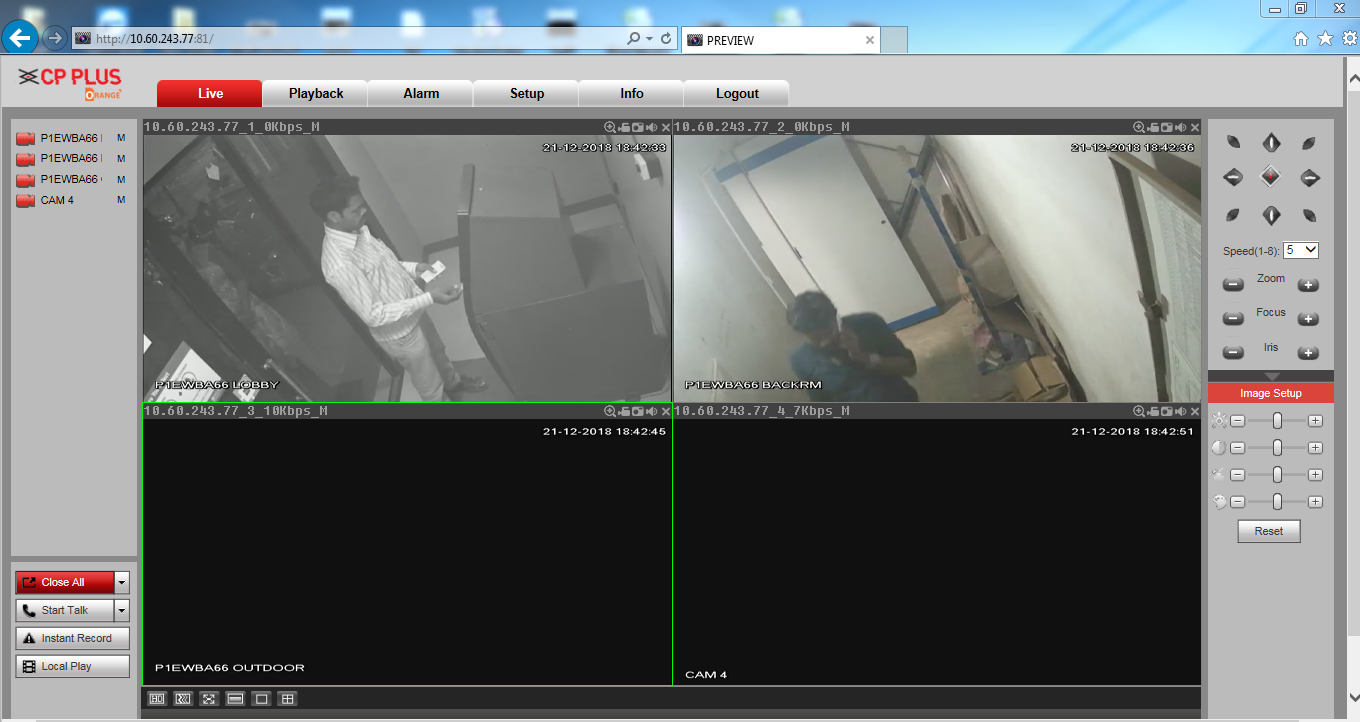 http://10.60.243.77:81/
PREVIEW
CP PLUS
ORANGE
Live
Playback
Alarm
Setup
Info
Logout
P1EWBA66 M
P1EWBA66 M
P1EWBA66 M
CAM 4 M
10.60.243.77_1_0Kbps_M
21-12-2018 18:42:33
P1EWBA66 LOBBY
10.60.243.77_2_0Kbps_M
21-12-2018 18:42:36
P1EWBA66 BACKRM
10.60.243.77_3_10Kbps_M
21-12-2018 18:42:45
P1EWBA66 OUTDOOR
10.60.243.77_4_7Kbps_M
21-12-2018 18:42:51
CAM 4
Speed(1-8): 5
Zoom
Focus
Iris
Image Setup
Reset
Close All
Start Talk
Instant Record
Local Play
HD